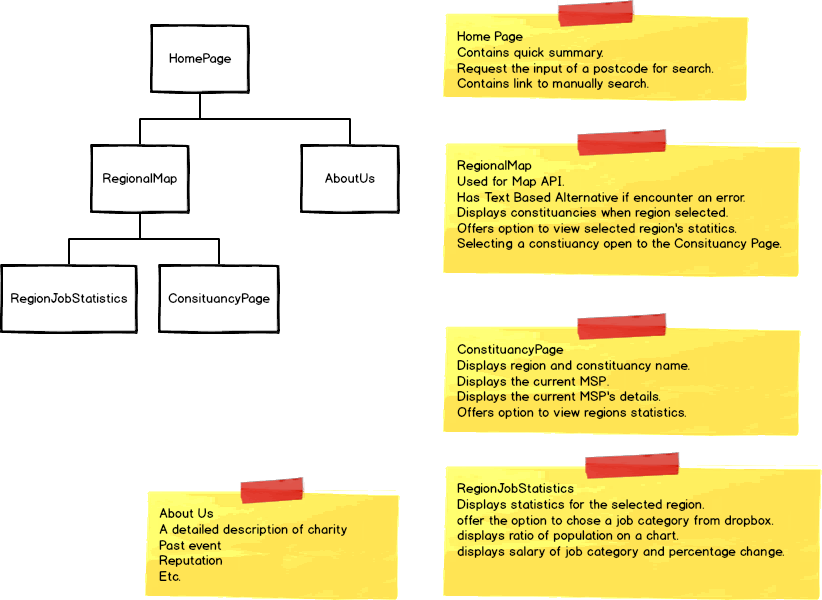 HomePage
RegionalMap
AboutUs
RegionJobStatistics
ConsituancyPage
Home Page
Contains quick summary.
Request the input of a postcode for search.
Contains link to manually search.
RegionalMap
Used for Map API.
Has Text Based Alternative if encounter an error.
Displays constituancies when region selected.
Offers option to view selected region's statitics.
Selecting a constiuancy open to the Consituancy Page.
ConstituancyPage
Displays region and constituancy name.
Displays the current MSP.
Displays the current MSP's details.
Offers option to view regions statistics.
About Us
A detailed description of charity
Past event
Reputation
Etc.
RegionJobStatistics
Displays statistics for the selected region.
offer the option to chose a job category from dropbox.
displays ratio of population on a chart.
displays salary of job category and percentage change.